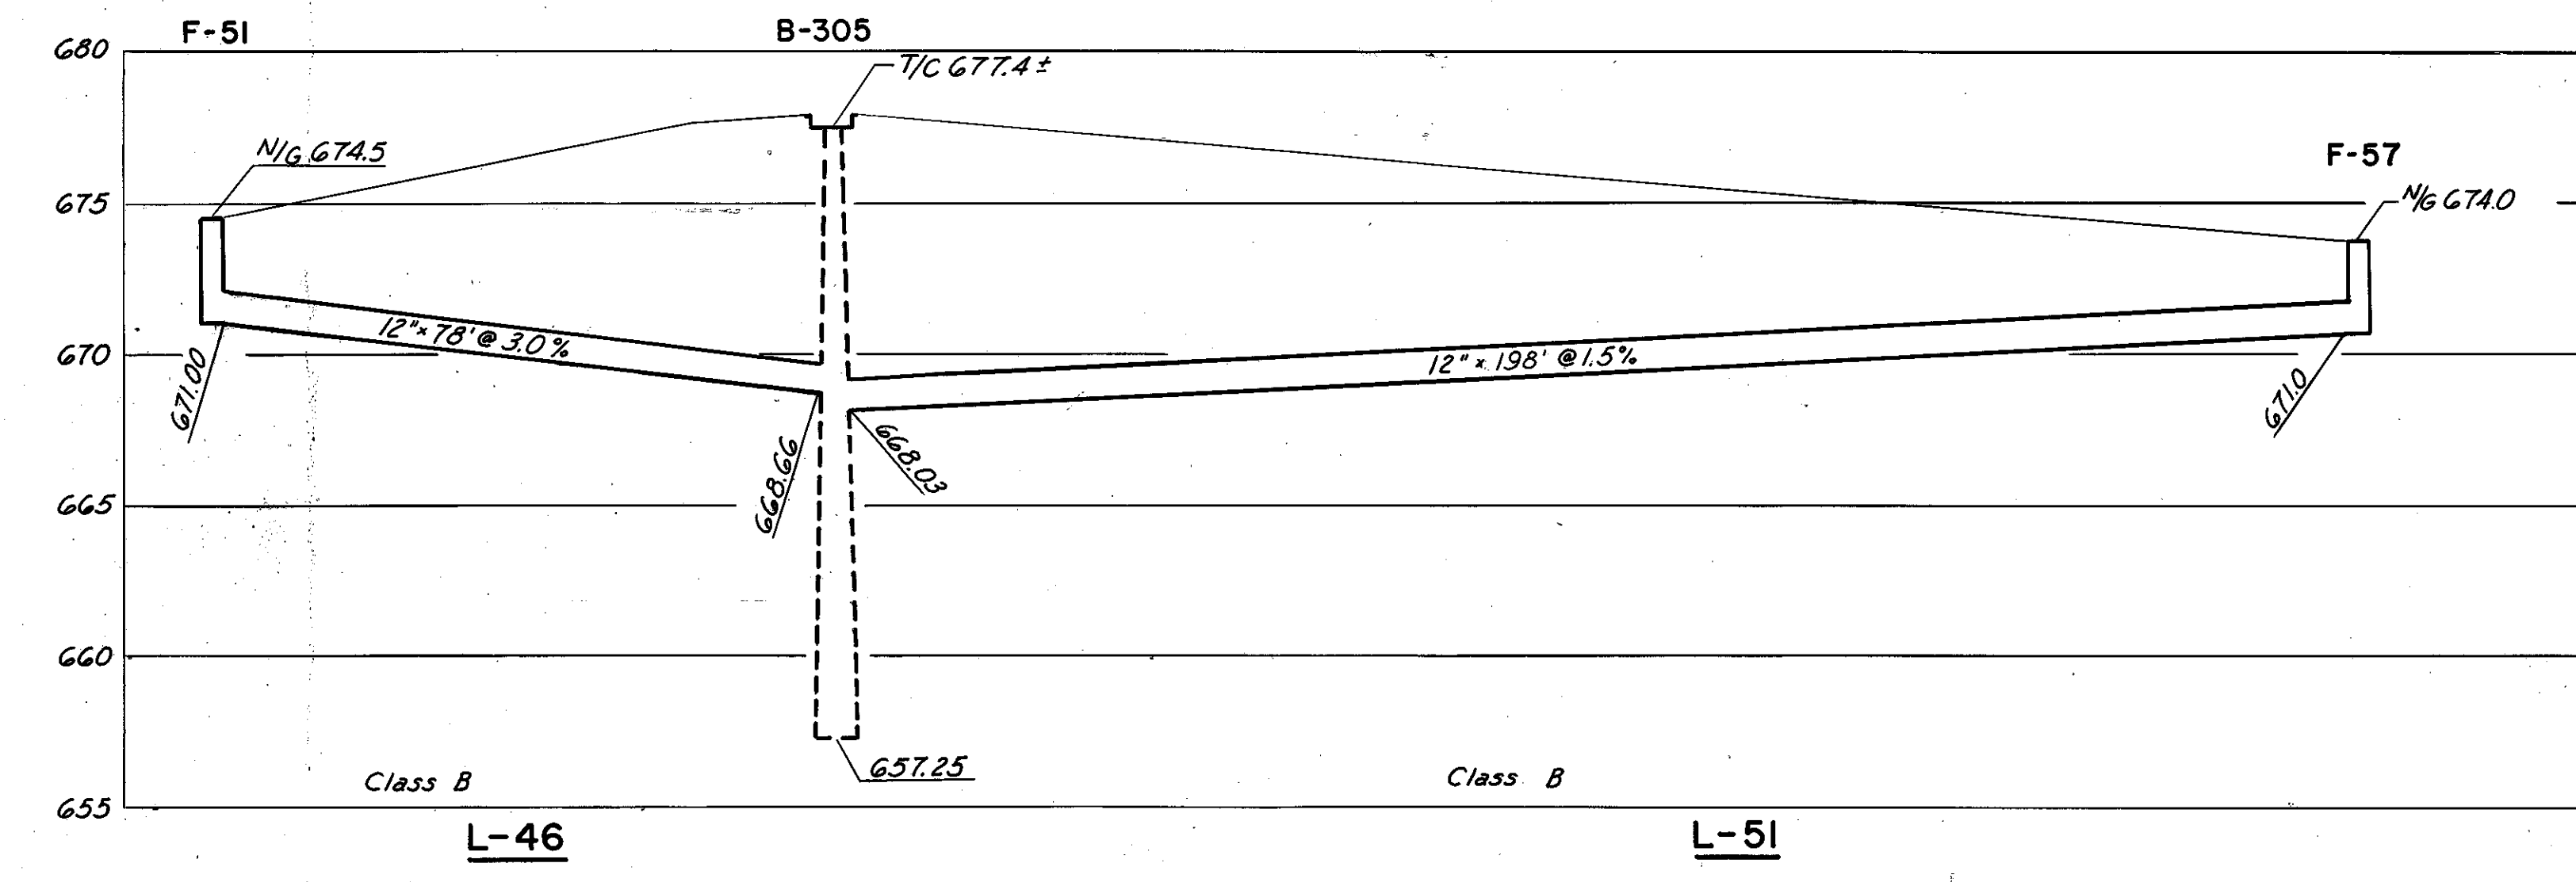 F-51
B-305
680
T/C 677.4 ±
N/G 674.5
F-57
675
N/G 674.0
12" x 78' @ 3.0%
12" x 198' @ 1.5%
670
671.00
671.0
668.66
668.03
665
660
657.25
Class B
Class B
655
L-46
L-51